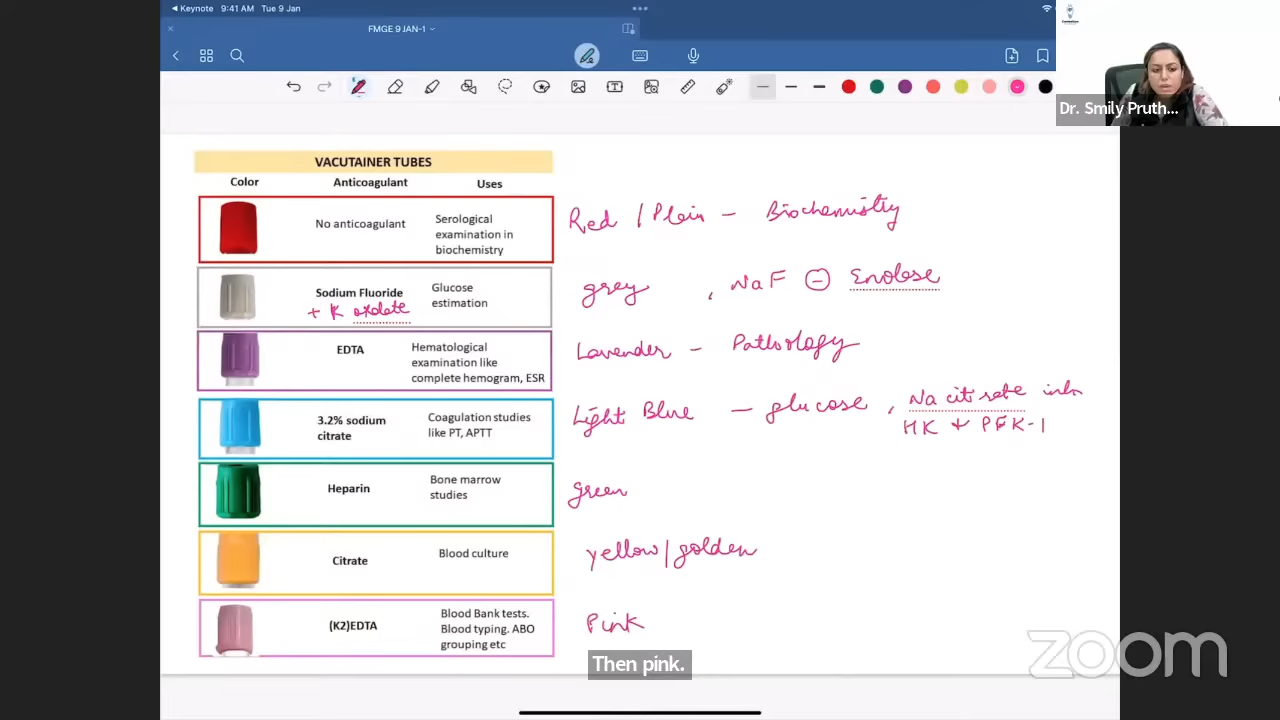 Keynote 9:41 AM Tue 9 Jan
FMGE 9 JAN-1
Dr. Smily Pruth...
VACUTAINER TUBES
Color Anticoagulant Uses
No anticoagulant
Serological
examination in
biochemistry
Red / Plain - Biochemistry
Sodium Fluoride
+ K oxalate
Glucose
estimation
grey , NaF - Enolase
EDTA
Hematological
examination like
complete hemogram, ESR
Lavender - Pathology
3.2% sodium
citrate
Coagulation studies
like PT, APTT
Light Blue - glucose , Na citrate inh
HK + PFK-1
Heparin
Bone marrow
studies
green
Citrate
Blood culture
yellow/golden
(K2)EDTA
Blood Bank tests.
Blood typing. ABO
grouping etc
Pink
Then pink.
zoom